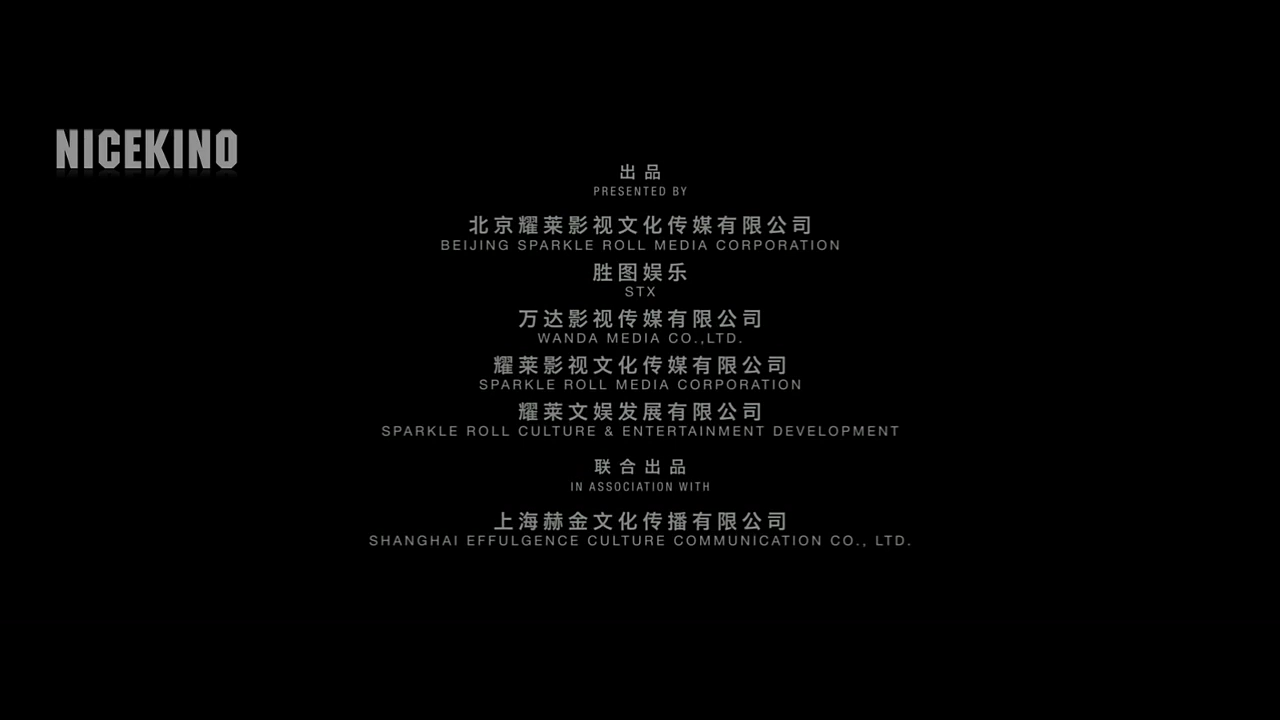 NICEKINO
出品
PRESENTED BY
北京耀莱影视文化传媒有限公司
BEIJING SPARKLE ROLL MEDIA CORPORATION
胜图娱乐
STX
万达影视传媒有限公司
WANDA MEDIA CO.,LTD.
耀莱影视文化传媒有限公司
SPARKLE ROLL MEDIA CORPORATION
耀莱文娱发展有限公司
SPARKLE ROLL CULTURE & ENTERTAINMENT DEVELOPMENT
联合出品
IN ASSOCIATION WITH
上海赫金文化传播有限公司
SHANGHAI EFFULGENCE CULTURE COMMUNICATION CO., LTD.